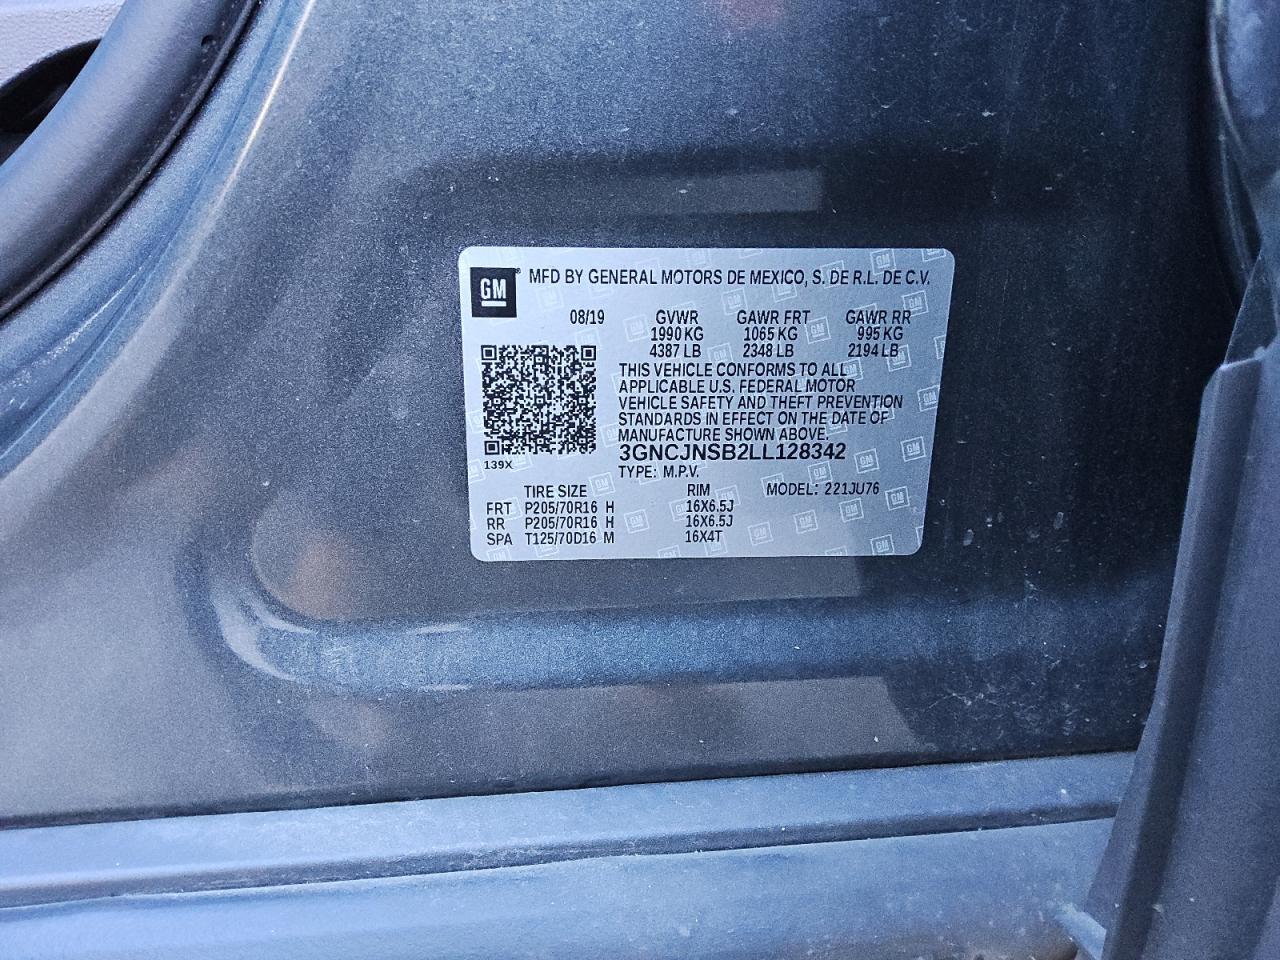 GM MFD BY GENERAL MOTORS DE MEXICO, S. DE R.L. DE C.V.
08/19 GVWR GAWR FRT GAWR RR
1990 KG 1065 KG 995 KG
4387 LB 2348 LB 2194 LB
THIS VEHICLE CONFORMS TO ALL
APPLICABLE U.S. FEDERAL MOTOR
VEHICLE SAFETY AND THEFT PREVENTION
STANDARDS IN EFFECT ON THE DATE OF
MANUFACTURE SHOWN ABOVE.
3GNCJNSB2LL128342
139X
TYPE: M.P.V.
TIRE SIZE RIM MODEL: 221JU76
FRT P205/70R16 H 16X6.5J
RR P205/70R16 H 16X6.5J
SPA T125/70D16 M 16X4T